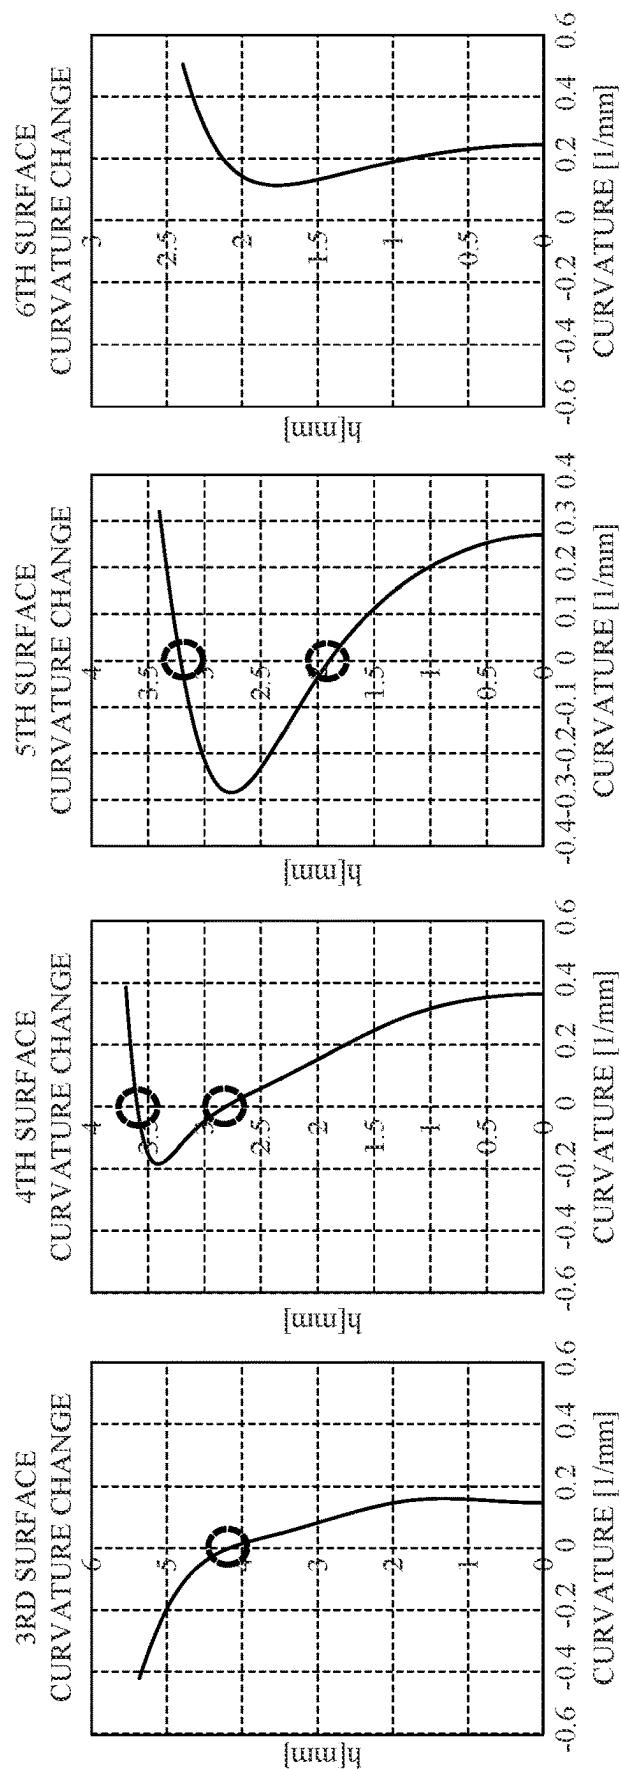 3RD SURFACE
CURVATURE CHANGE
h[mm]
6
5
3
2
1
0
-0.6 -0.4 -0.2 0 0.2 0.4 0.6
CURVATURE [1/mm]
4TH SURFACE
CURVATURE CHANGE
h[mm]
4
3.5
2.5
2
1.5
1
0.5
0
-0.6 -0.4 -0.2 0 0.2 0.4 0.6
CURVATURE [1/mm]
5TH SURFACE
CURVATURE CHANGE
h[mm]
4
3.5
3
2.5
1.5
1
0.5
0
-0.4-0.3-0.2-0.1 0 0.1 0.2 0.3 0.4
CURVATURE [1/mm]
6TH SURFACE
CURVATURE CHANGE
h[mm]
3
2.5
2
1.5
1
0.5
0
-0.6 -0.4 -0.2 0 0.2 0.4 0.6
CURVATURE [1/mm]